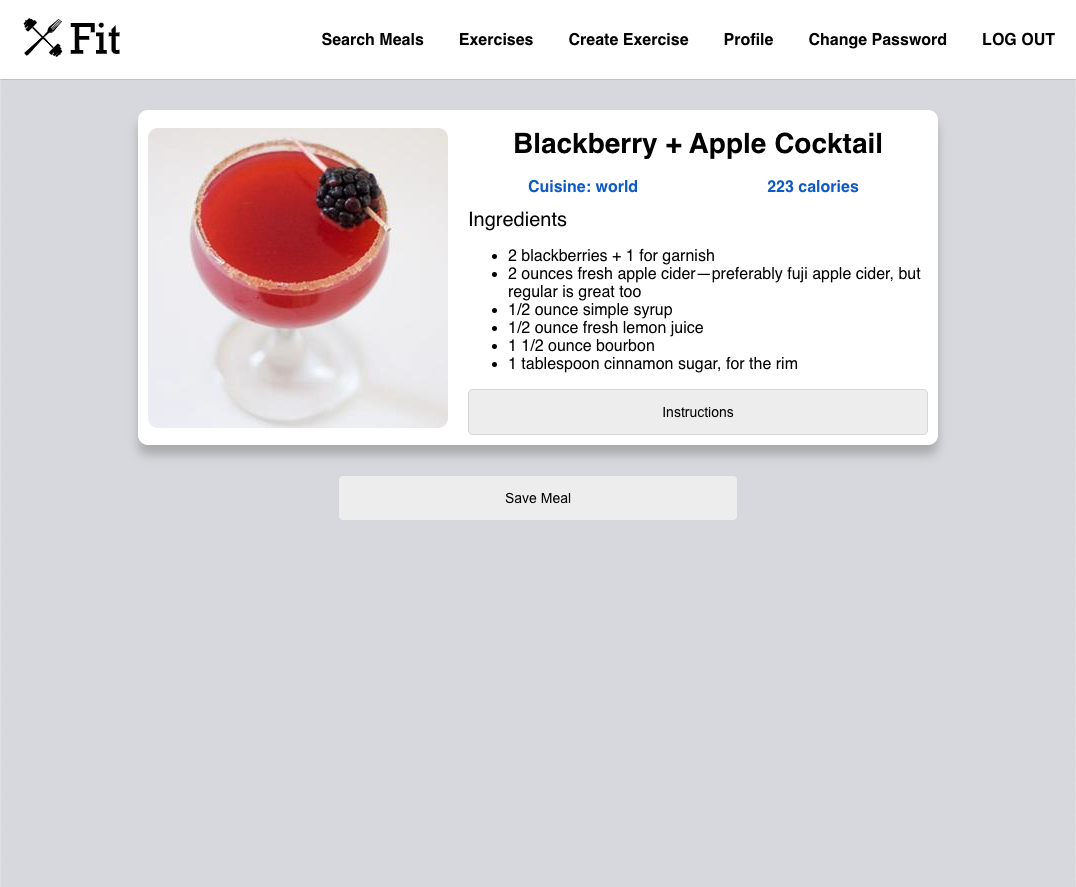 Fit
Search Meals Exercises Create Exercise Profile Change Password LOG OUT
Blackberry + Apple Cocktail
Cuisine: world 223 calories
Ingredients
• 2 blackberries + 1 for garnish
• 2 ounces fresh apple cider—preferably fuji apple cider, but
regular is great too
• 1/2 ounce simple syrup
• 1/2 ounce fresh lemon juice
• 1 1/2 ounce bourbon
• 1 tablespoon cinnamon sugar, for the rim
Instructions
Save Meal